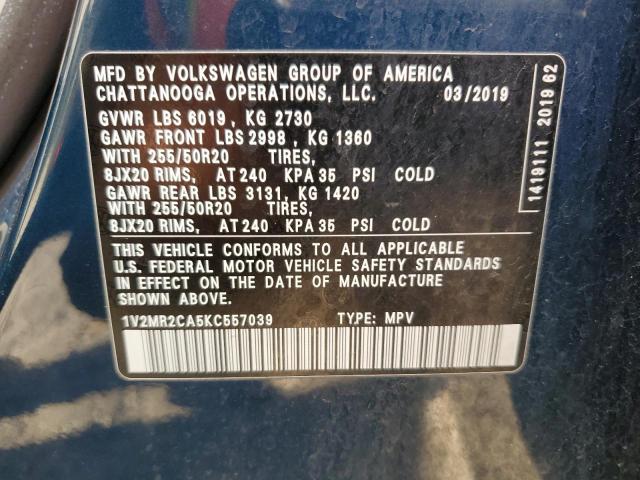 MFD BY VOLKSWAGEN GROUP OF AMERICA
CHATTANOOGA OPERATIONS, LLC. 03/2019
GVWR LBS 6019, KG 2730
GAWR FRONT LBS 2998, KG 1360
WITH 255/50R20 TIRES,
8JX20 RIMS, AT 240 KPA 35 PSI COLD
GAWR REAR LBS 3131, KG 1420
WITH 255/50R20 TIRES,
8JX20 RIMS, AT 240 KPA 35 PSI COLD
THIS VEHICLE CONFORMS TO ALL APPLICABLE
U.S. FEDERAL MOTOR VEHICLE SAFETY STANDARDS
IN EFFECT ON THE DATE OF MANUFACTURE
SHOWN ABOVE.
1V2MR2CA5KC557039 TYPE: MPV
1419111 2019 62